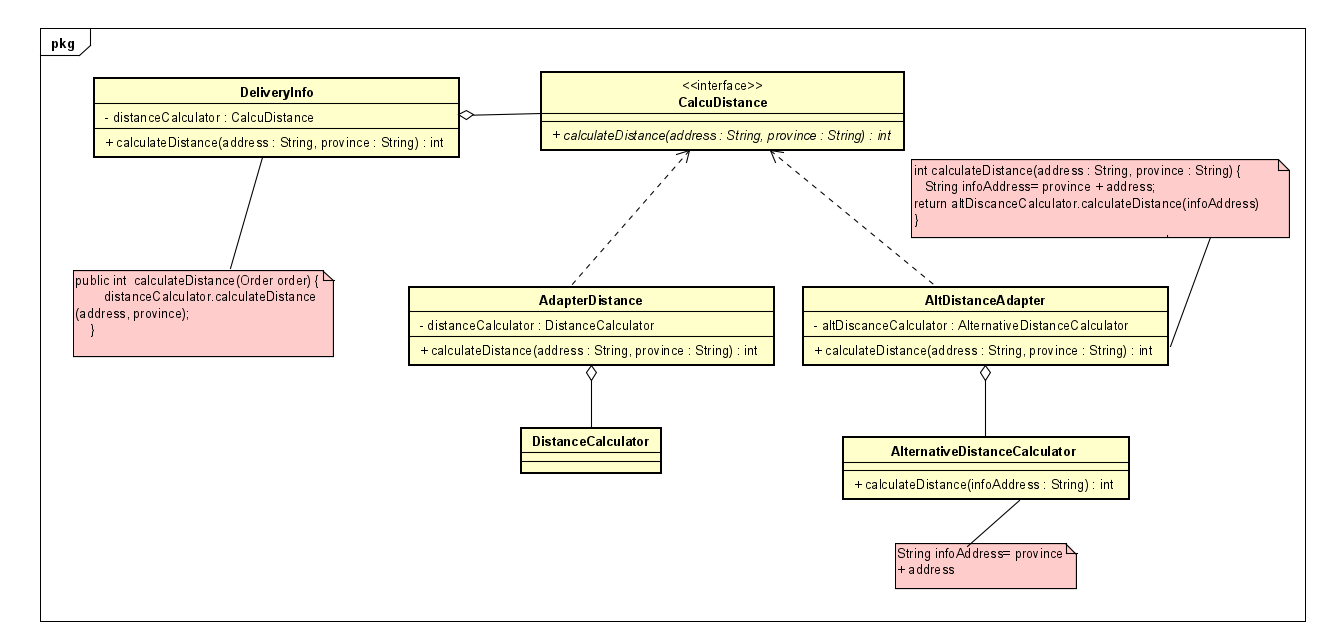 pkg
DeliveryInfo
- distanceCalculator : CalcuDistance
+ calculateDistance(address : String, province : String) : int
<<interface>>
CalcuDistance
+ calculateDistance(address : String, province : String) : int
int calculateDistance(address : String, province : String) {
String infoAddress= province + address;
return altDiscanceCalculator.calculateDistance(infoAddress)
}
public int calculateDistance(Order order) {
distanceCalculator.calculateDistance
(address, province);
}
AdapterDistance
- distanceCalculator : DistanceCalculator
+ calculateDistance(address : String, province : String) : int
AltDistanceAdapter
- altDiscanceCalculator : AlternativeDistanceCalculator
+ calculateDistance(address : String, province : String) : int
DistanceCalculator
AlternativeDistanceCalculator
+ calculateDistance(infoAddress : String) : int
String infoAddress= province
+ address